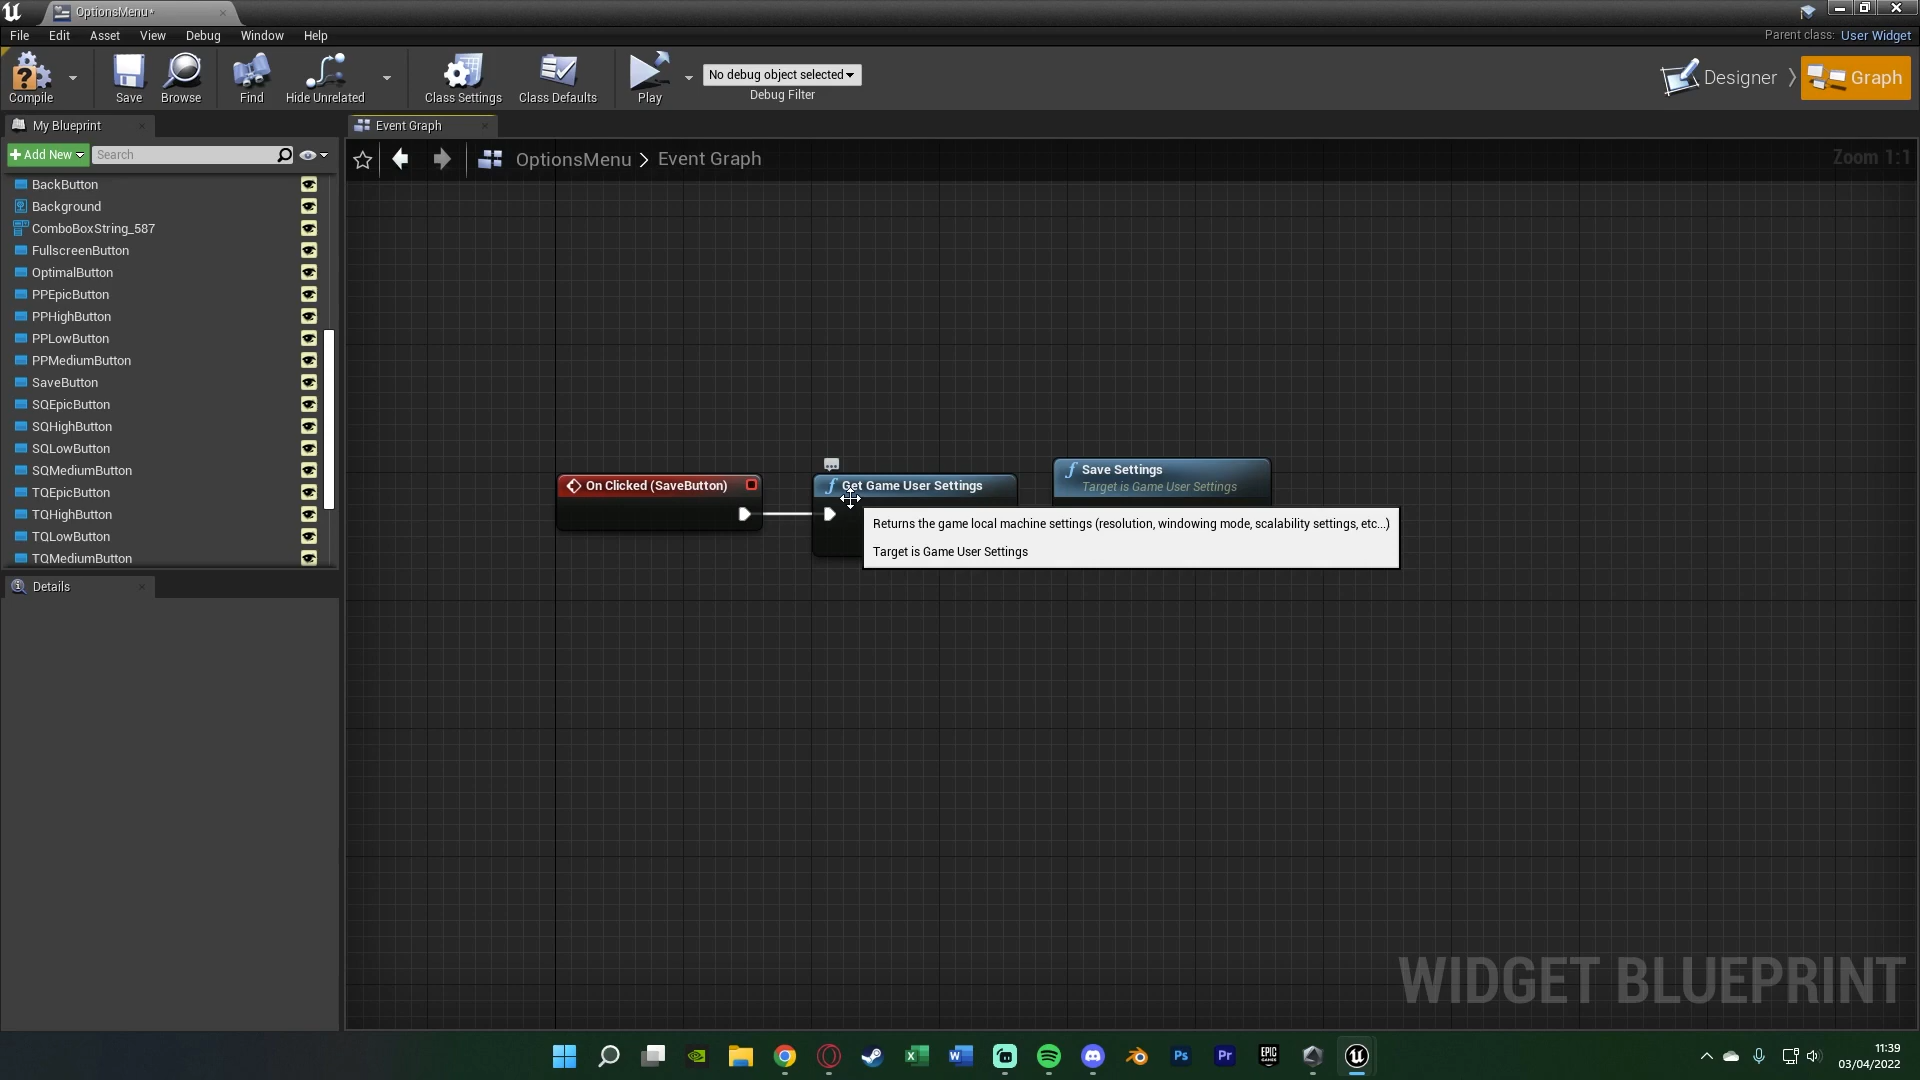 OptionsMenu*
File Edit Asset View Debug Window Help
Parent class: User Widget
Compile Save Browse Find Hide Unrelated Class Settings Class Defaults Play
No debug object selected
Debug Filter
Designer Graph
My Blueprint
Event Graph
Add New Search
OptionsMenu > Event Graph
Zoom 1:1
BackButton
Background
ComboBoxString_587
FullscreenButton
OptimalButton
PPEpicButton
PPHighButton
PPLowButton
PPMediumButton
SaveButton
SQEpicButton
SQHighButton
SQLowButton
SQMediumButton
TQEpicButton
TQHighButton
TQLowButton
TQMediumButton
Details
On Clicked (SaveButton)
Get Game User Settings
Save Settings
Target is Game User Settings
Returns the game local machine settings (resolution, windowing mode, scalability settings, etc...)
Target is Game User Settings
WIDGET BLUEPRINT
11:39
03/04/2022